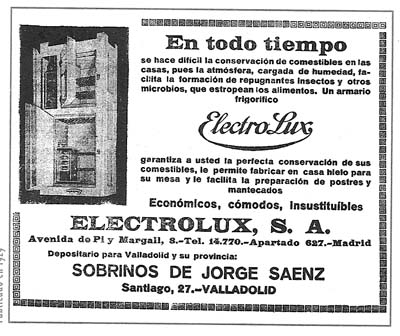 En todo tiempo
se hace difícil la conservación de comestibles en las
casas, pues la atmósfera, cargada de humedad, fa-
cilita la formación de repugnantes insectos y otros
microbios, que estropean los alimentos. Un armario
frigorífico
ElectroLux
garantiza a usted la perfecta conservación de sus
comestibles, le permite fabricar en casa hielo para
su mesa y le facilita la preparación de postres y
mantecados
Económicos, cómodos, insustituíbles
ELECTROLUX, S. A.
Avenida de Pi y Margall, 8.-Tel. 14.770.-Apartado 627.-Madrid
Depositario para Valladolid y su provincia:
SOBRINOS DE JORGE SAENZ
Santiago, 27.-VALLADOLID
Publicado en 1929